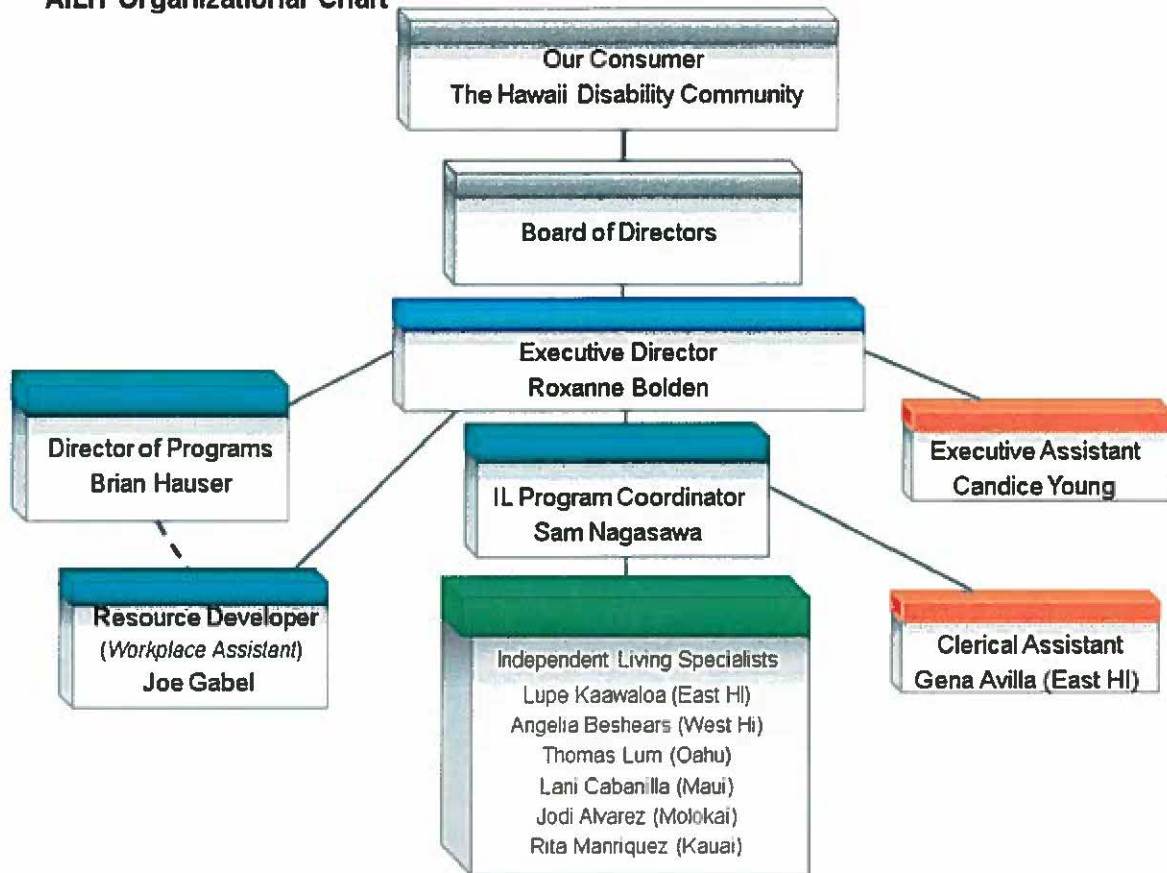 Organizational Chart
Our Consumer
The Hawaii Disability Community
Board of Directors
Executive Director
Roxanne Bolden
Director of Programs
Brian Hauser
Executive Assistant
Candice Young
IL Program Coordinator
Sam Nagasawa
Resource Developer
(Workplace Assistant)
Joe Gabel
Clerical Assistant
Gena Avilla (East HI)
Independent Living Specialists
Lupe Kaawaloa (East HI)
Angelia Beshears (West Hi)
Thomas Lum (Oahu)
Lani Cabanilla (Maui)
Jodi Alvarez (Molokai)
Rita Manriquez (Kauai)